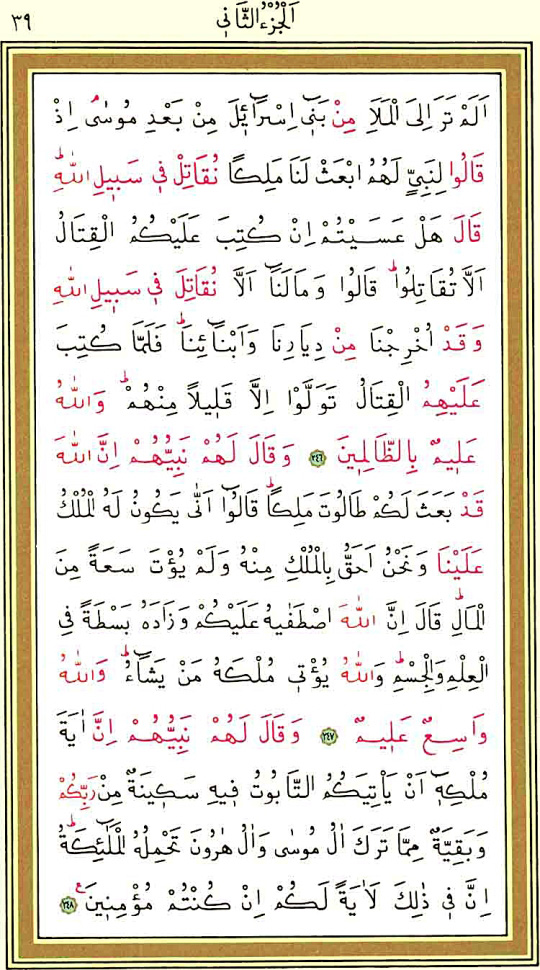 ٣٩ اَلْجُزْءُ الثَّانٖي
اَلَمْ تَرَ اِلَى الْمَلَاِ مِنْ بَنٖٓي اِسْرَٓائٖلَ مِنْ بَعْدِ مُوسٰىۘ اِذْ
قَالُوا لِنَبِيٍّ لَهُمُ ابْعَثْ لَنَا مَلِكًا نُقَاتِلْ فٖي سَبٖيلِ اللّٰهِۜ
قَالَ هَلْ عَسَيْتُمْ اِنْ كُتِبَ عَلَيْكُمُ الْقِتَالُ
اَلَّا تُقَاتِلُواۜ قَالُوا وَمَا لَنَٓا اَلَّا نُقَاتِلَ فٖي سَبٖيلِ اللّٰهِ
وَقَدْ اُخْرِجْنَا مِنْ دِيَارِنَا وَاَبْنَٓائِنَاۜ فَلَمَّا كُتِبَ
عَلَيْهِمُ الْقِتَالُ تَوَلَّوْا اِلَّا قَلٖيلًا مِنْهُمْۜ وَاللّٰهُ
عَلٖيمٌ بِالظَّالِمٖينَ ﴿٢٤٦﴾ وَقَالَ لَهُمْ نَبِيُّهُمْ اِنَّ اللّٰهَ
قَدْ بَعَثَ لَكُمْ طَالُوتَ مَلِكًاۜ قَالُٓوا اَنّٰى يَكُونُ لَهُ الْمُلْكُ
عَلَيْنَا وَنَحْنُ اَحَقُّ بِالْمُلْكِ مِنْهُ وَلَمْ يُؤْتَ سَعَةً مِنَ
الْمَالِۜ قَالَ اِنَّ اللّٰهَ اصْطَفٰيهُ عَلَيْكُمْ وَزَادَهُ بَسْطَةً فِي
الْعِلْمِ وَالْجِسْمِۜ وَاللّٰهُ يُؤْتٖي مُلْكَهُ مَنْ يَشَٓاءُۜ وَاللّٰهُ
وَاسِعٌ عَلٖيمٌ ﴿٢٤٧﴾ وَقَالَ لَهُمْ نَبِيُّهُمْ اِنَّ اٰيَةَ
مُلْكِهٖٓ اَنْ يَأْتِيَكُمُ التَّابُوتُ فٖيهِ سَكٖينَةٌ مِنْ رَبِّكُمْ
وَبَقِيَّةٌ مِمَّا تَرَكَ اٰلُ مُوسٰى وَاٰلُ هٰرُونَ تَحْمِلُهُ الْمَلٰٓئِكَةُۜ
اِنَّ فٖي ذٰلِكَ لَاٰيَةً لَكُمْ اِنْ كُنْتُمْ مُؤْمِنٖينَࣖ ﴿٢٤٨﴾